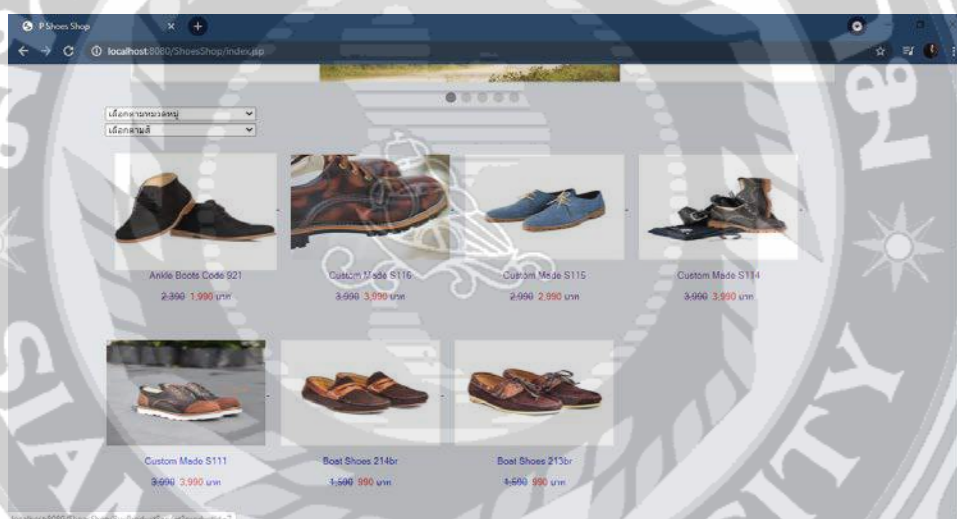 P Shoes Shop
localhost:8080/ShoesShop/index.jsp
เลือกตามหมวดหมู่
เลือกตามสี
Ankle Boots Code 921
Custom Made S116
Custom Made S115
Custom Made S114
2,390 1,990 บาท
3,990 3,990 บาท
2,990 2,990 บาท
3,990 3,990 บาท
Custom Made S111
Boat Shoes 214br
Boat Shoes 213br
3,990 3,990 บาท
1,590 990 บาท
1,590 990 บาท